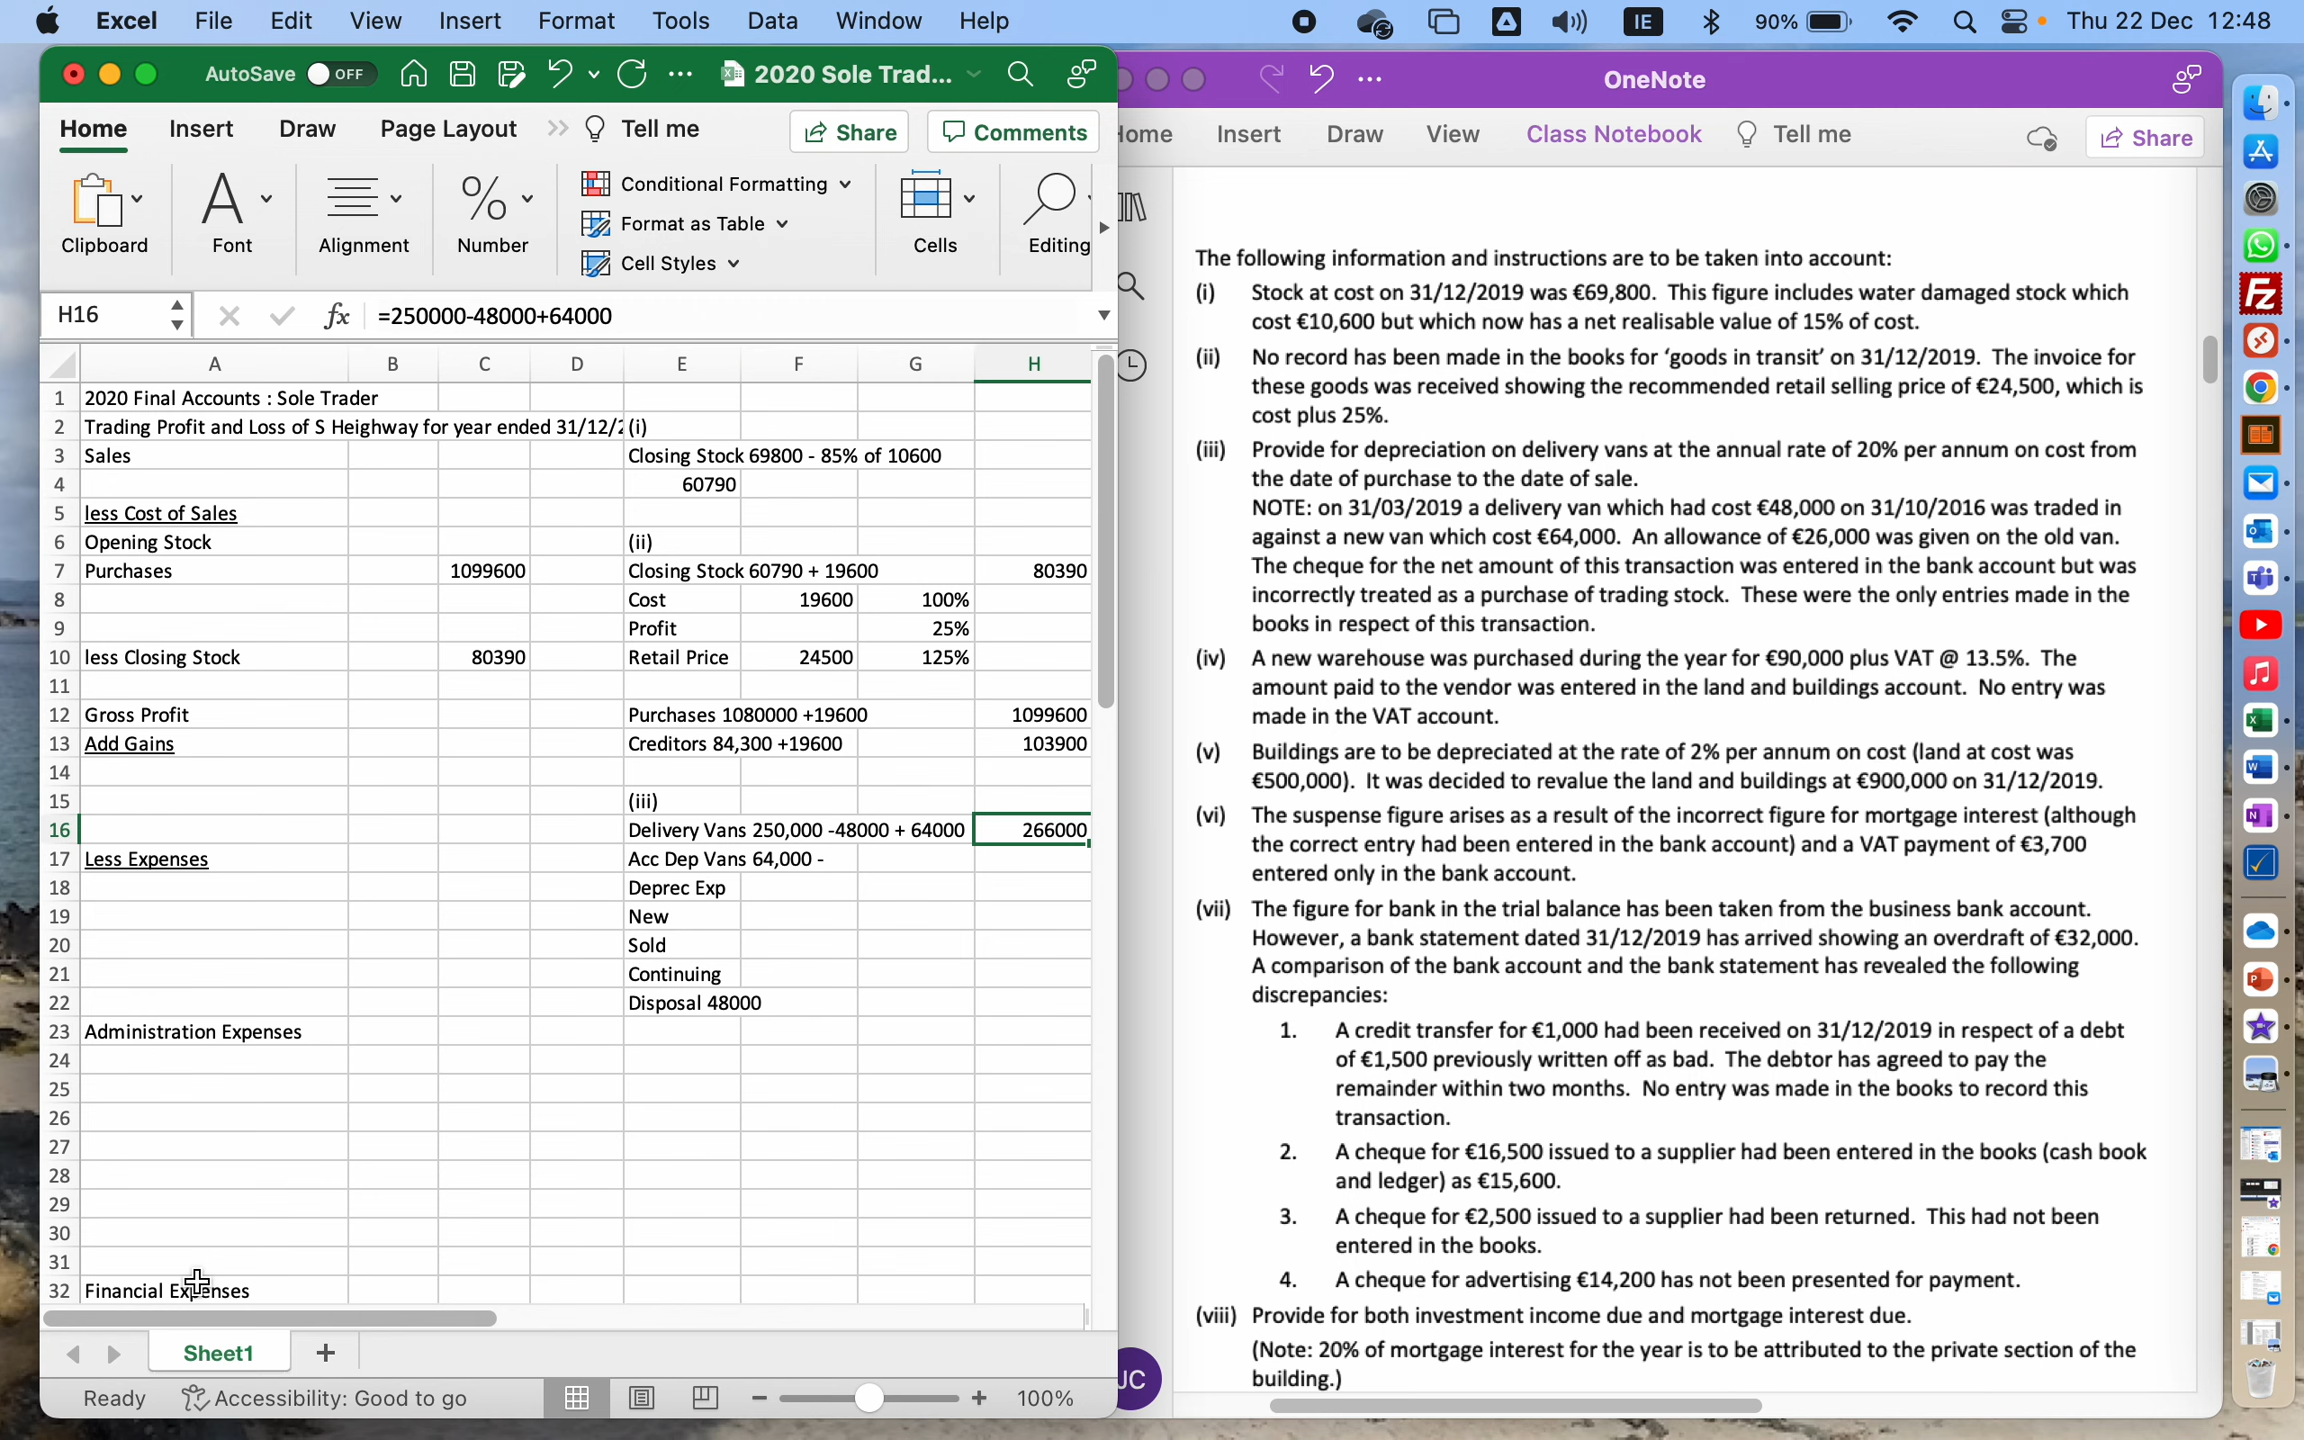 Excel File Edit View Insert Format Tools Data Window Help
IE 90% Thu 22 Dec 12:48
AutoSave OFF 2020 Sole Trad...
Home Insert Draw Page Layout Tell me Share Comments
Clipboard Font Alignment Number Conditional Formatting Format as Table Cell Styles Cells Editing
H16 fx =250000-48000+64000
A B C D E F G H
1 2020 Final Accounts : Sole Trader
2 Trading Profit and Loss of S Heighway for year ended 31/12/2 (i)
3 Sales Closing Stock 69800 - 85% of 10600
4 60790
5 less Cost of Sales
6 Opening Stock (ii)
7 Purchases 1099600 Closing Stock 60790 + 19600 80390
8 Cost 19600 100%
9 Profit 25%
10 less Closing Stock 80390 Retail Price 24500 125%
11
12 Gross Profit Purchases 1080000 +19600 1099600
13 Add Gains Creditors 84,300 +19600 103900
14
15 (iii)
16 Delivery Vans 250,000 -48000 + 64000 266000
17 Less Expenses Acc Dep Vans 64,000 -
18 Deprec Exp
19 New
20 Sold
21 Continuing
22 Disposal 48000
23 Administration Expenses
24
25
26
27
28
29
30
31
32 Financial Expenses
Sheet1
Ready Accessibility: Good to go 100%
OneNote
Home Insert Draw View Class Notebook Tell me Share
The following information and instructions are to be taken into account:
(i) Stock at cost on 31/12/2019 was €69,800. This figure includes water damaged stock which
cost €10,600 but which now has a net realisable value of 15% of cost.
(ii) No record has been made in the books for ‘goods in transit’ on 31/12/2019. The invoice for
these goods was received showing the recommended retail selling price of €24,500, which is
cost plus 25%.
(iii) Provide for depreciation on delivery vans at the annual rate of 20% per annum on cost from
the date of purchase to the date of sale.
NOTE: on 31/03/2019 a delivery van which had cost €48,000 on 31/10/2016 was traded in
against a new van which cost €64,000. An allowance of €26,000 was given on the old van.
The cheque for the net amount of this transaction was entered in the bank account but was
incorrectly treated as a purchase of trading stock. These were the only entries made in the
books in respect of this transaction.
(iv) A new warehouse was purchased during the year for €90,000 plus VAT @ 13.5%. The
amount paid to the vendor was entered in the land and buildings account. No entry was
made in the VAT account.
(v) Buildings are to be depreciated at the rate of 2% per annum on cost (land at cost was
€500,000). It was decided to revalue the land and buildings at €900,000 on 31/12/2019.
(vi) The suspense figure arises as a result of the incorrect figure for mortgage interest (although
the correct entry had been entered in the bank account) and a VAT payment of €3,700
entered only in the bank account.
(vii) The figure for bank in the trial balance has been taken from the business bank account.
However, a bank statement dated 31/12/2019 has arrived showing an overdraft of €32,000.
A comparison of the bank account and the bank statement has revealed the following
discrepancies:
1. A credit transfer for €1,000 had been received on 31/12/2019 in respect of a debt
of €1,500 previously written off as bad. The debtor has agreed to pay the
remainder within two months. No entry was made in the books to record this
transaction.
2. A cheque for €16,500 issued to a supplier had been entered in the books (cash book
and ledger) as €15,600.
3. A cheque for €2,500 issued to a supplier had been returned. This had not been
entered in the books.
4. A cheque for advertising €14,200 has not been presented for payment.
(viii) Provide for both investment income due and mortgage interest due.
(Note: 20% of mortgage interest for the year is to be attributed to the private section of the
building.)
JC